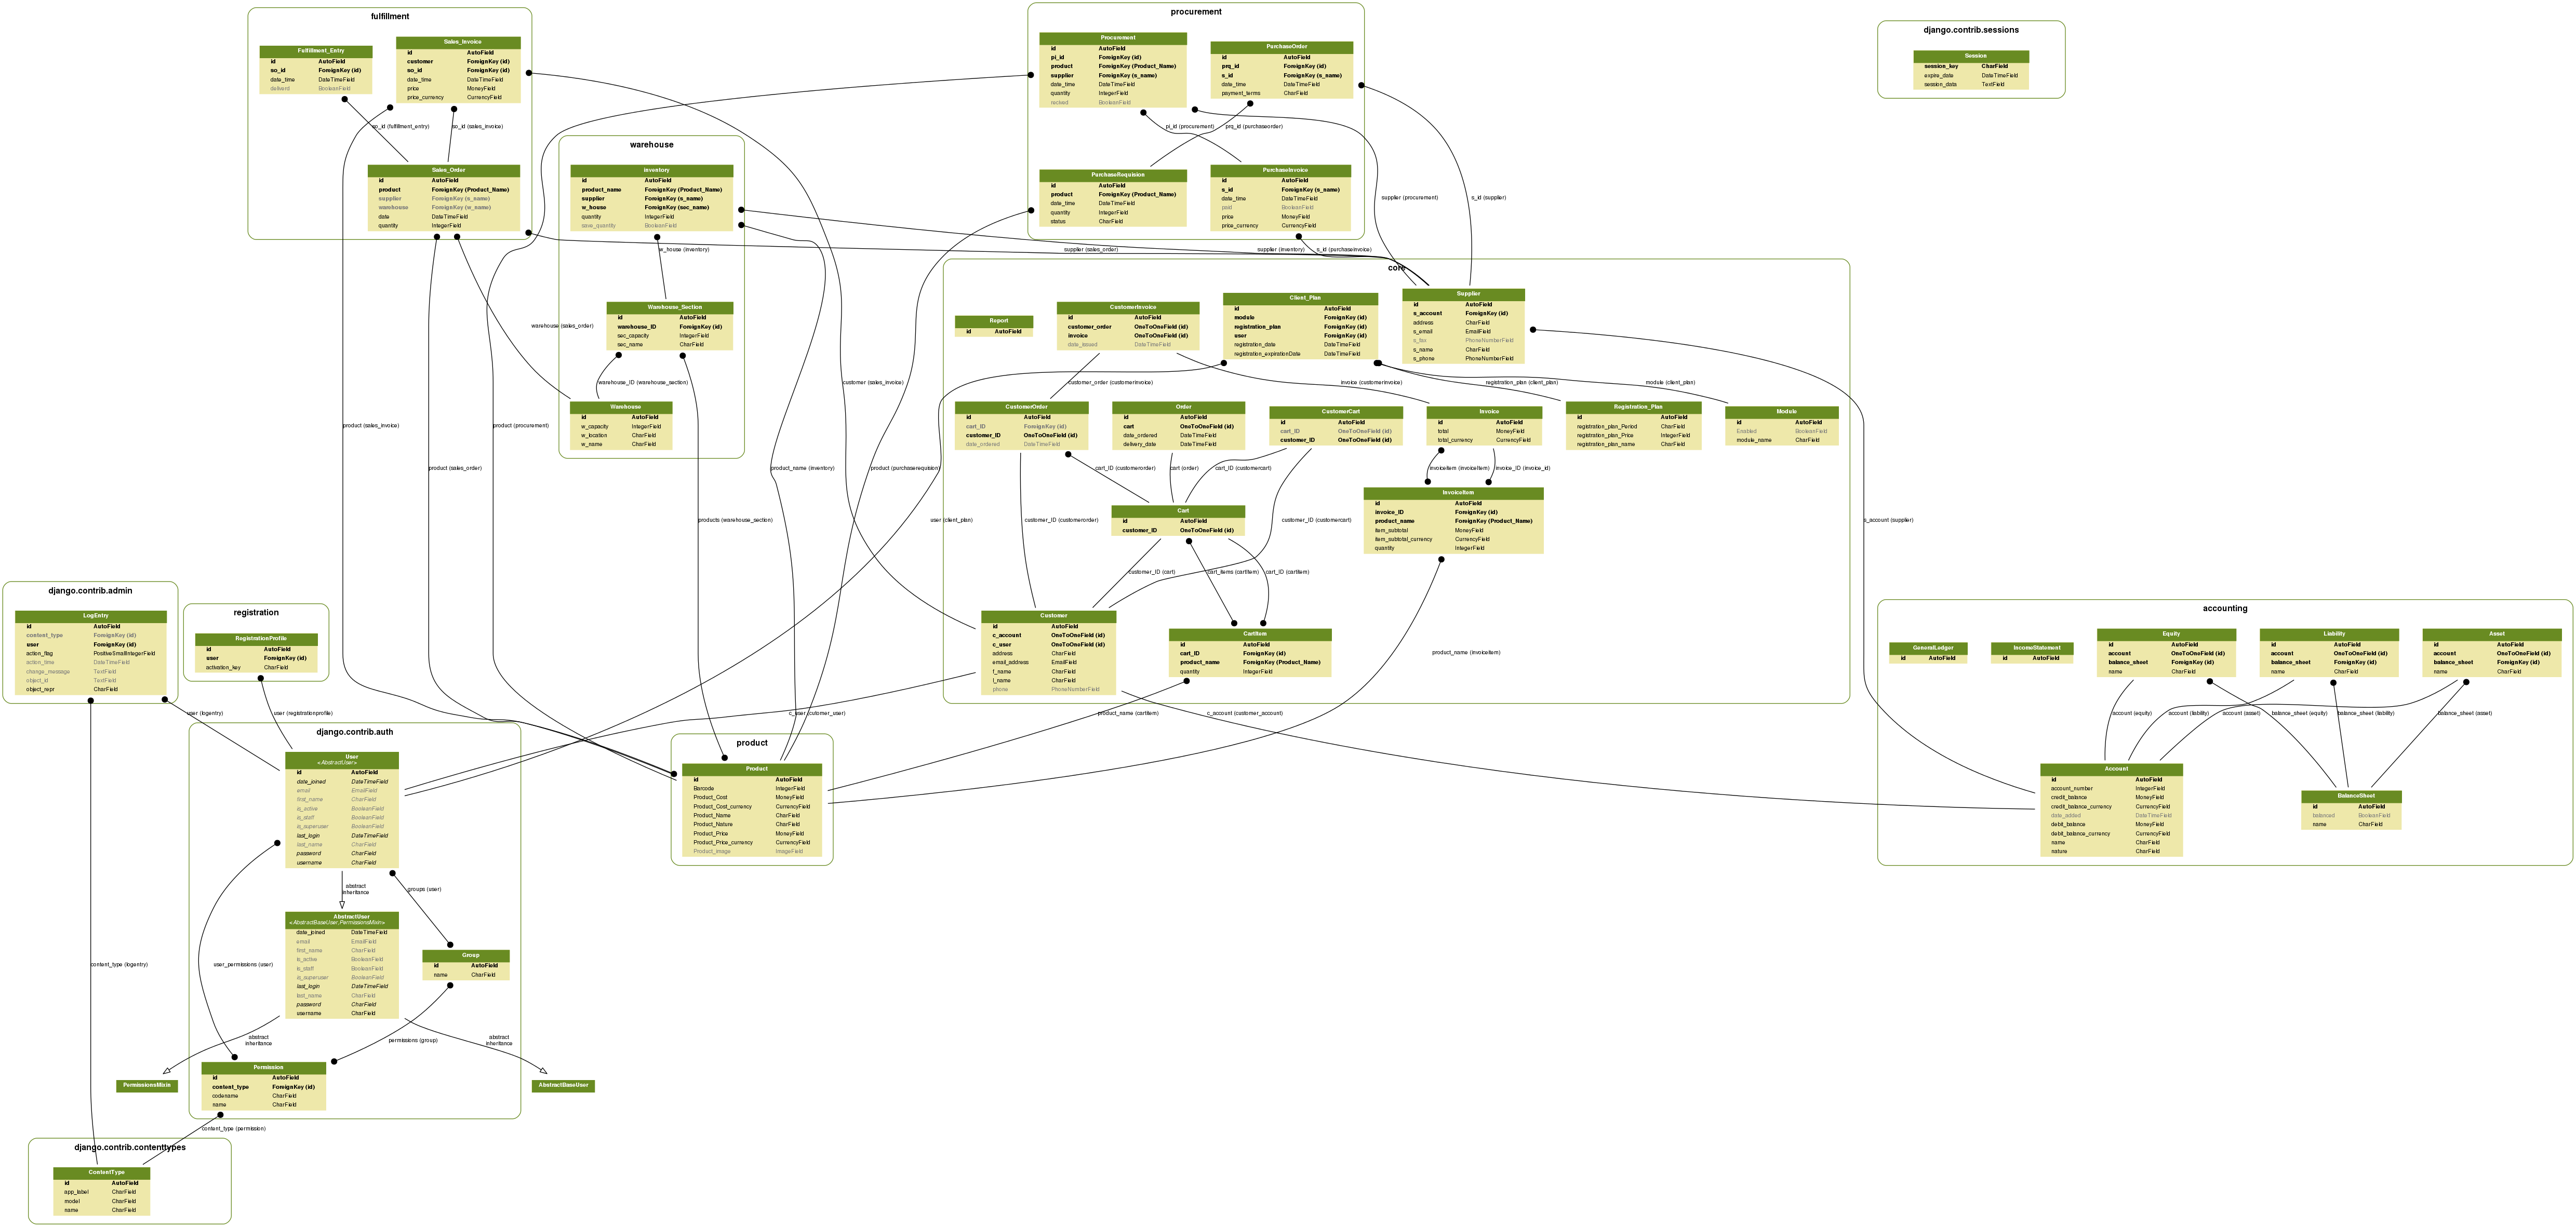 fulfillment
Fulfillment_Entry
id AutoField
so_id ForeignKey (id)
date_time DateTimeField
deliverd BooleanField
Sales_Invoice
id AutoField
customer ForeignKey (id)
so_id ForeignKey (id)
date_time DateTimeField
price MoneyField
price_currency CurrencyField
so_id (fulfillment_entry)
so_id (sales_invoice)
Sales_Order
id AutoField
product ForeignKey (Product_Name)
supplier ForeignKey (s_name)
warehouse ForeignKey (w_name)
date DateTimeField
quantity IntegerField
procurement
Procurement
id AutoField
pi_id ForeignKey (id)
product ForeignKey (Product_Name)
supplier ForeignKey (s_name)
date_time DateTimeField
quantity IntegerField
recived BooleanField
PurchaseOrder
id AutoField
prq_id ForeignKey (id)
s_id ForeignKey (s_name)
date_time DateTimeField
payment_terms CharField
pi_id (procurement)
prq_id (purchaseorder)
PurchaseRequision
id AutoField
product ForeignKey (Product_Name)
date_time DateTimeField
quantity IntegerField
status CharField
PurchaseInvoice
id AutoField
s_id ForeignKey (s_name)
date_time DateTimeField
paid BooleanField
price MoneyField
price_currency CurrencyField
django.contrib.sessions
Session
session_key CharField
expire_date DateTimeField
session_data TextField
warehouse
Inventory
id AutoField
product_name ForeignKey (Product_Name)
supplier ForeignKey (s_name)
w_house ForeignKey (sec_name)
quantity IntegerField
save_quantity BooleanField
w_house (inventory)
Warehouse_Section
id AutoField
warehouse_ID ForeignKey (id)
sec_capacity IntegerField
sec_name CharField
warehouse_ID (warehouse_section)
Warehouse
id AutoField
w_capacity IntegerField
w_location CharField
w_name CharField
supplier (procurement)
s_id (supplier)
supplier (sales_order)
supplier (inventory)
s_id (purchaseinvoice)
warehouse (sales_order)
customer (sales_invoice)
product (sales_invoice)
product (sales_order)
product (procurement)
product_name (inventory)
product (purchaserequision)
products (warehouse_section)
user (client_plan)
core
Report
id AutoField
CustomerInvoice
id AutoField
customer_order OneToOneField (id)
invoice OneToOneField (id)
date_issued DateTimeField
Client_Plan
id AutoField
module ForeignKey (id)
registration_plan ForeignKey (id)
user ForeignKey (id)
registration_date DateTimeField
registration_expirationDate DateTimeField
Supplier
id AutoField
s_account ForeignKey (id)
address CharField
s_email EmailField
s_fax PhoneNumberField
s_name CharField
s_phone PhoneNumberField
customer_order (customerinvoice)
invoice (customerinvoice)
registration_plan (client_plan)
module (client_plan)
CustomerOrder
id AutoField
cart_ID ForeignKey (id)
customer_ID OneToOneField (id)
date_ordered DateTimeField
Order
id AutoField
cart OneToOneField (id)
date_ordered DateTimeField
delivery_date DateTimeField
CustomerCart
id AutoField
cart_ID OneToOneField (id)
customer_ID OneToOneField (id)
Invoice
id AutoField
total MoneyField
total_currency CurrencyField
Registration_Plan
id AutoField
registration_plan_Period CharField
registration_plan_Price IntegerField
registration_plan_name CharField
Module
id AutoField
Enabled BooleanField
module_name CharField
cart_ID (customerorder)
cart (order)
cart_ID (customercart)
invoiceItem (invoiceitem)
invoice_ID (invoice_id)
Cart
id AutoField
customer_ID OneToOneField (id)
InvoiceItem
id AutoField
invoice_ID ForeignKey (id)
product_name ForeignKey (Product_Name)
item_subtotal MoneyField
item_subtotal_currency CurrencyField
quantity IntegerField
customer_ID (customerorder)
customer_ID (customercart)
s_account (supplier)
customer_ID (cart)
cart_items (cartitem)
cart_ID (cartitem)
Customer
id AutoField
c_account OneToOneField (id)
c_user OneToOneField (id)
address CharField
email_address EmailField
f_name CharField
l_name CharField
phone PhoneNumberField
CartItem
id AutoField
cart_ID ForeignKey (id)
product_name ForeignKey (Product_Name)
quantity IntegerField
product_name (invoiceitem)
c_user (cutomer_user)
product_name (cartitem)
c_account (customer_account)
django.contrib.admin
LogEntry
id AutoField
content_type ForeignKey (id)
user ForeignKey (id)
action_flag PositiveSmallIntegerField
action_time DateTimeField
change_message TextField
object_id TextField
object_repr CharField
registration
RegistrationProfile
id AutoField
user ForeignKey (id)
activation_key CharField
user (logentry)
user (registrationprofile)
accounting
GeneralLedger
id AutoField
IncomeStatement
id AutoField
Equity
id AutoField
account OneToOneField (id)
balance_sheet ForeignKey (id)
name CharField
Liability
id AutoField
account OneToOneField (id)
balance_sheet ForeignKey (id)
name CharField
Asset
id AutoField
account OneToOneField (id)
balance_sheet ForeignKey (id)
name CharField
account (equity)
account (liability)
account (asset)
balance_sheet (equity)
balance_sheet (liability)
balance_sheet (asset)
Account
id AutoField
account_number IntegerField
credit_balance MoneyField
credit_balance_currency CurrencyField
date_added DateTimeField
debit_balance MoneyField
debit_balance_currency CurrencyField
name CharField
nature CharField
BalanceSheet
id AutoField
balanced BooleanField
name CharField
product
Product
id AutoField
Barcode IntegerField
Product_Cost MoneyField
Product_Cost_currency CurrencyField
Product_Name CharField
Product_Nature CharField
Product_Price MoneyField
Product_Price_currency CurrencyField
Product_image ImageField
django.contrib.auth
User
<AbstractUser>
id AutoField
date_joined DateTimeField
email EmailField
first_name CharField
is_active BooleanField
is_staff BooleanField
is_superuser BooleanField
last_login DateTimeField
last_name CharField
password CharField
username CharField
abstract
inheritance
groups (user)
AbstractUser
<AbstractBaseUser,PermissionsMixin>
date_joined DateTimeField
email EmailField
first_name CharField
is_active BooleanField
is_staff BooleanField
is_superuser BooleanField
last_login DateTimeField
last_name CharField
password CharField
username CharField
Group
id AutoField
name CharField
user_permissions (user)
content_type (logentry)
abstract
inheritance
permissions (group)
abstract
inheritance
PermissionsMixin
Permission
id AutoField
content_type ForeignKey (id)
codename CharField
name CharField
AbstractBaseUser
content_type (permission)
django.contrib.contenttypes
ContentType
id AutoField
app_label CharField
model CharField
name CharField